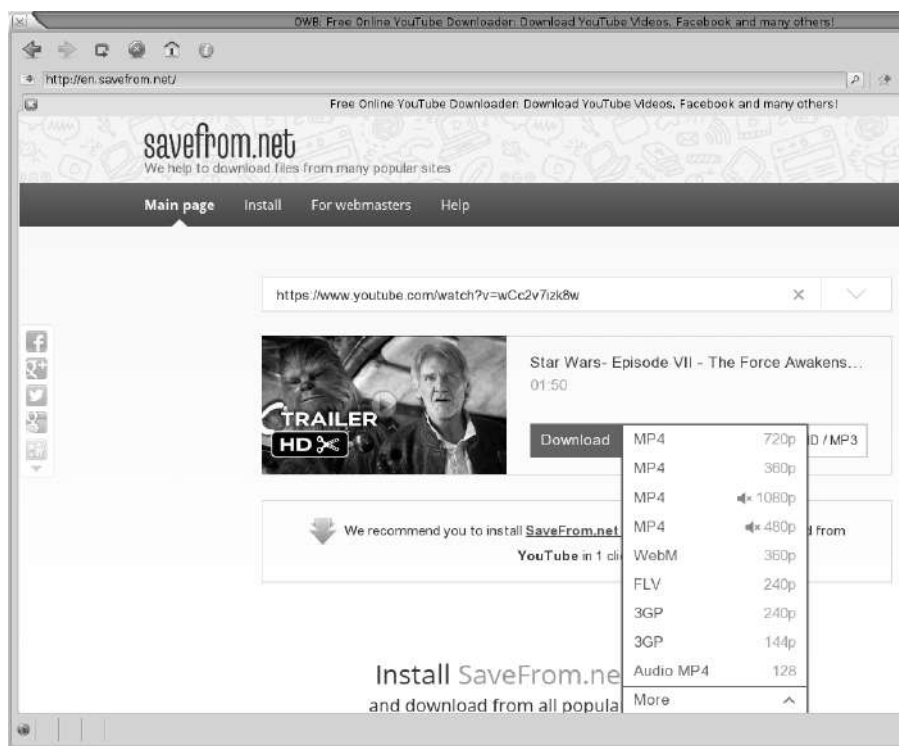 OWB: Free Online YouTube Downloader: Download YouTube Videos, Facebook and many others!
http://en.savefrom.net/
Free Online YouTube Downloader: Download YouTube Videos, Facebook and many others!
savefrom.net
We help to download files from many popular sites
Main page Install For webmasters Help
https://www.youtube.com/watch?v=wCc2v7izk8w
Star Wars- Episode VII - The Force Awakens...
01:50
TRAILER
HD
Download
MP4 720p
D / MP3
MP4 360p
MP4 1080p
MP4 480p
WebM 360p
FLV 240p
3GP 240p
3GP 144p
Audio MP4 128
More
We recommend you to install SaveFrom.net from
YouTube in 1 cli
Install SaveFrom.ne
and download from all popula